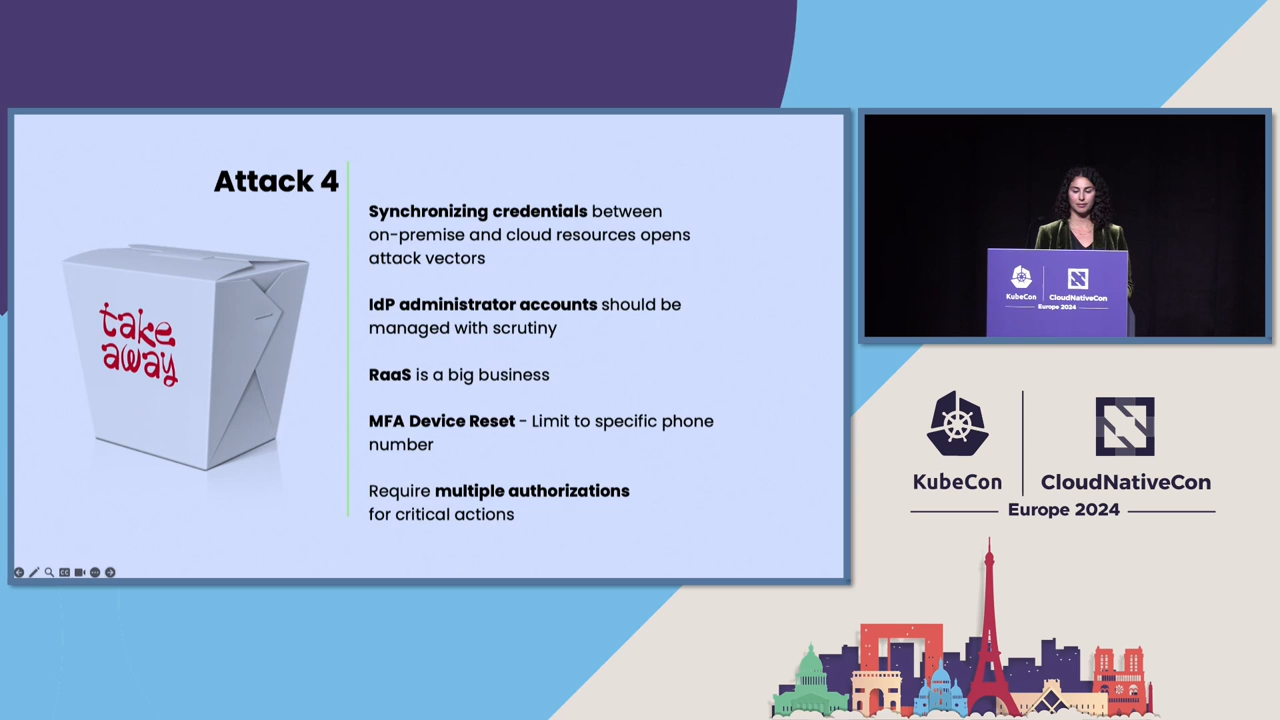 Attack 4
take
away
Synchronizing credentials between
on-premise and cloud resources opens
attack vectors
IdP administrator accounts should be
managed with scrutiny
RaaS is a big business
MFA Device Reset - Limit to specific phone
number
Require multiple authorizations
for critical actions
KubeCon
CloudNativeCon
Europe 2024
KubeCon
CloudNativeCon
Europe 2024